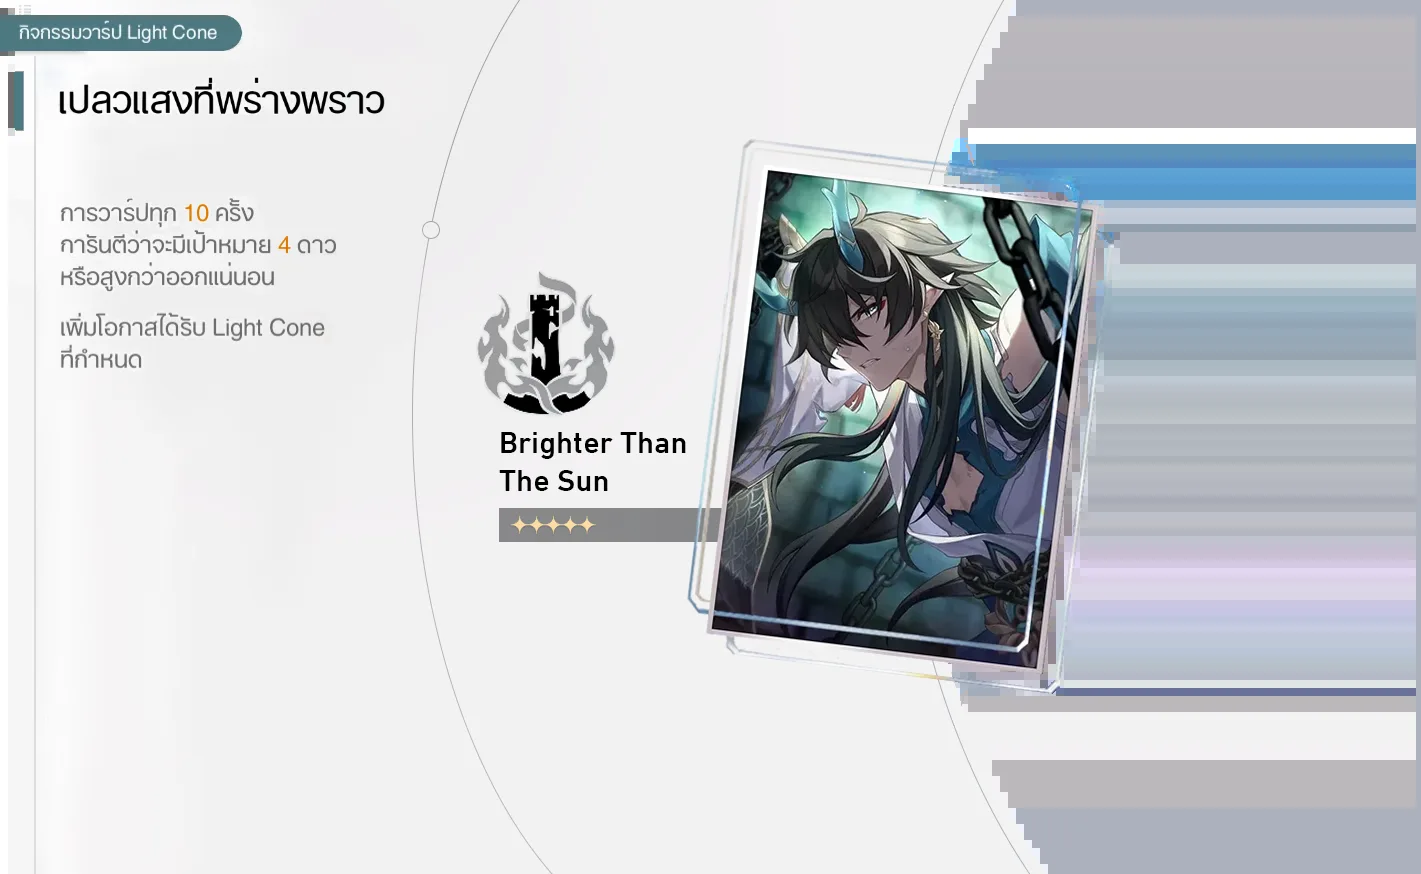 กิจกรรมวาร์ป Light Cone
เปลวแสงที่พร่างพราว
การวาร์ปทุก 10 ครั้ง
การันตีว่าจะมีเป้าหมาย 4 ดาว
หรือสูงกว่าออกแน่นอน
เพิ่มโอกาสได้รับ Light Cone
ที่กำหนด
Brighter Than
The Sun